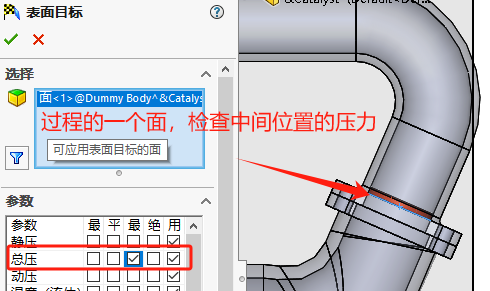 表面目标
&Catalyst (Default<Def...
选择
面<1>@Dummy Body^&Catalys
过程的一个面，检查中间位置的压力
可应用表面目标的面
参数
参数 最 平 最 绝 用
静压
总压
动压
温度 (流体)